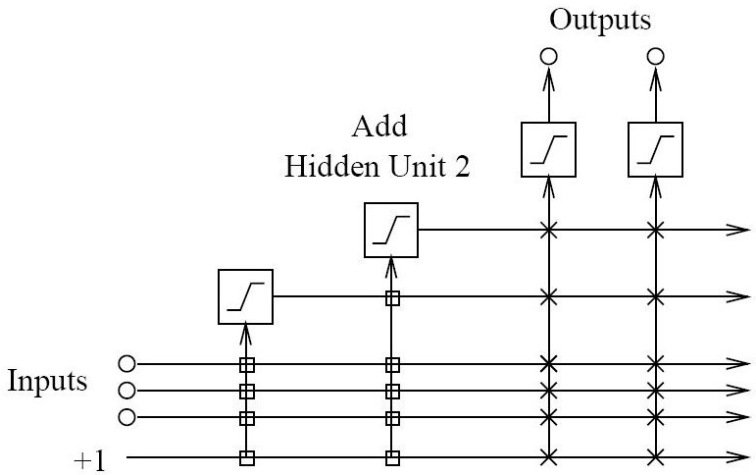 Outputs
Add
Hidden Unit 2
Inputs
+1